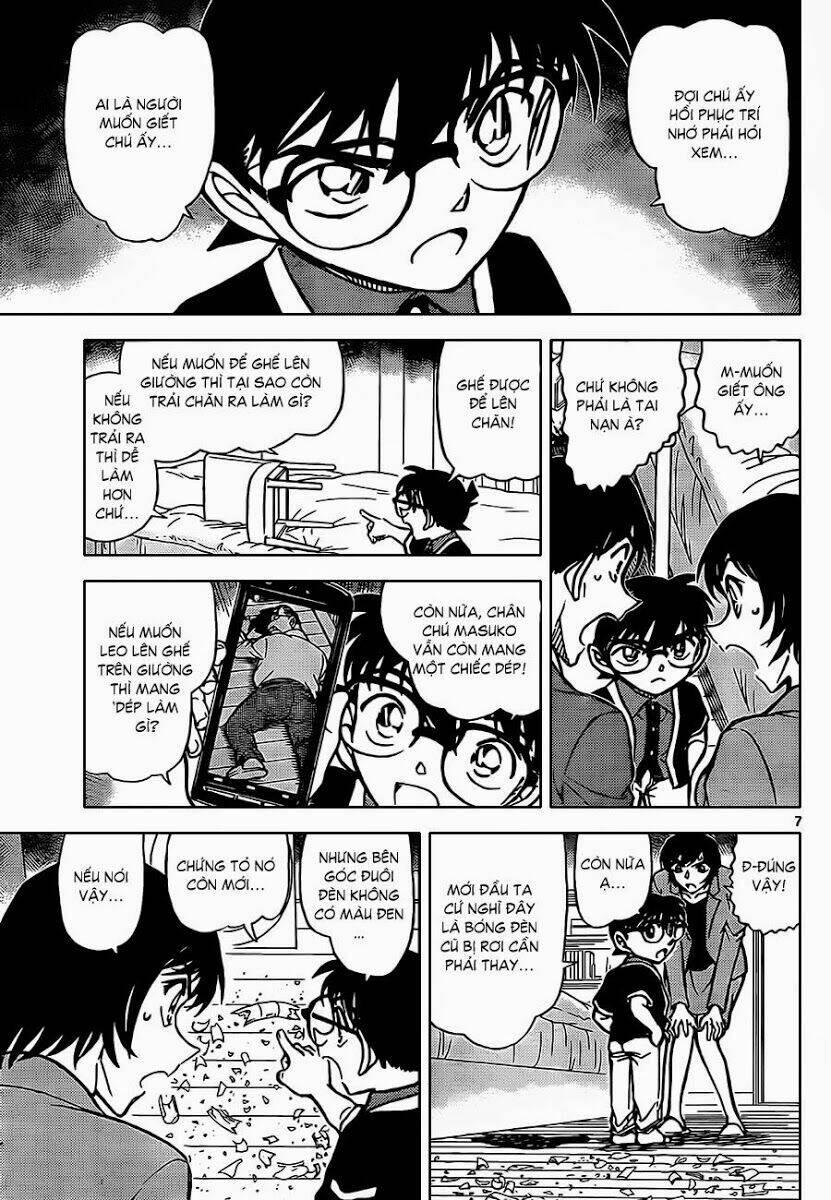 ĐỢI CHÚ ẤY
HỒI PHỤC TRÍ
NHỚ PHẢI HỎI
XEM...
AI LÀ NGƯỜI
MUỐN GIẾT
CHÚ ẤY...
M-MUỐN
GIẾT ÔNG
ẤY...
CHỨ KHÔNG
PHẢI LÀ TAI
NẠN À?
GHẾ ĐƯỢC
ĐỂ LÊN
CHĂN!
NẾU MUỐN ĐỂ GHẾ LÊN
GIƯỜNG THÌ TẠI SAO CÒN
TRẢI CHĂN RA LÀM GÌ?
NẾU
KHÔNG
TRẢI RA
THÌ DỄ
LÀM
HƠN
CHỨ...
CÒN NỮA, CHÂN
CHÚ MASUKO
VẪN CÒN MANG
MỘT CHIẾC DÉP!
NẾU MUỐN
LEO LÊN GHẾ
TRÊN GIƯỜNG
THÌ MANG
'DÉP LÀM
GÌ?
7
Đ-ĐÚNG
VẬY!
CÒN NỮA
Ạ...
MỚI ĐẦU TA
CỨ NGHĨ ĐÂY
LÀ BÓNG ĐÈN
CŨ BỊ RƠI CẦN
PHẢI THAY...
NHƯNG BÊN
GÓC ĐUÔI
ĐÈN KHÔNG
CÓ MÀU ĐEN
...
CHỨNG TỎ NÓ
CÒN MỚI...
NẾU NÓI
VẬY...